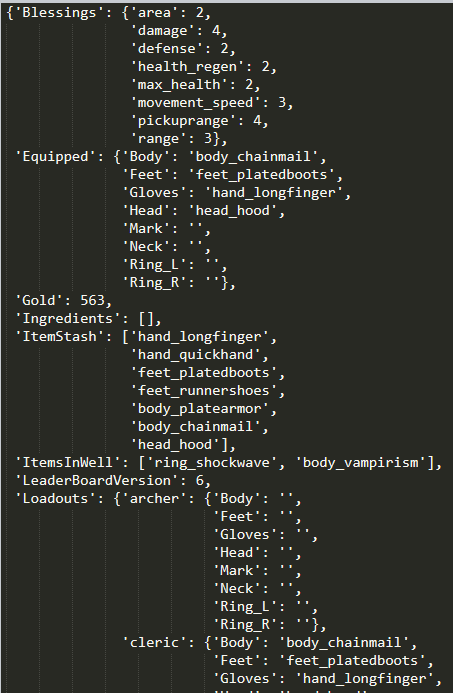 {'Blessings': {'area': 2,
'damage': 4,
'defense': 2,
'health_regen': 2,
'max_health': 2,
'movement_speed': 3,
'pickuprange': 4,
'range': 3},
'Equipped': {'Body': 'body_chainmail',
'Feet': 'feet_platedboots',
'Gloves': 'hand_longfinger',
'Head': 'head_hood',
'Mark': '',
'Neck': '',
'Ring_L': '',
'Ring_R': ''},
'Gold': 563,
'Ingredients': [],
'ItemStash': ['hand_longfinger',
'hand_quickhand',
'feet_platedboots',
'feet_runnershoes',
'body_platearmor',
'body_chainmail',
'head_hood'],
'ItemsInWell': ['ring_shockwave', 'body_vampirism'],
'LeaderBoardVersion': 6,
'Loadouts': {'archer': {'Body': '',
'Feet': '',
'Gloves': '',
'Head': '',
'Mark': '',
'Neck': '',
'Ring_L': '',
'Ring_R': ''},
'cleric': {'Body': 'body_chainmail',
'Feet': 'feet_platedboots',
'Gloves': 'hand_longfinger',